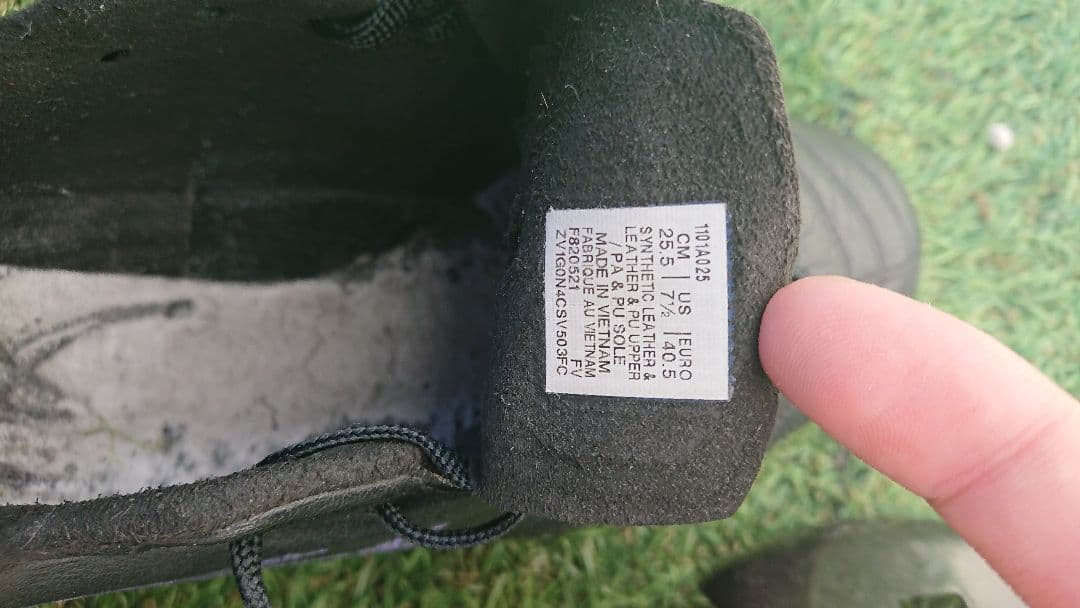 1101A025
CM | US | EURO
25.5 | 7½ | 40.5
SYNTHETIC LEATHER &
LEATHER & PU UPPER
/ PA & PU SOLE
MADE IN VIETNAM
FABRIQUE AU VIETNAM
F820521 FV
ZV1G0N4CSV503FC